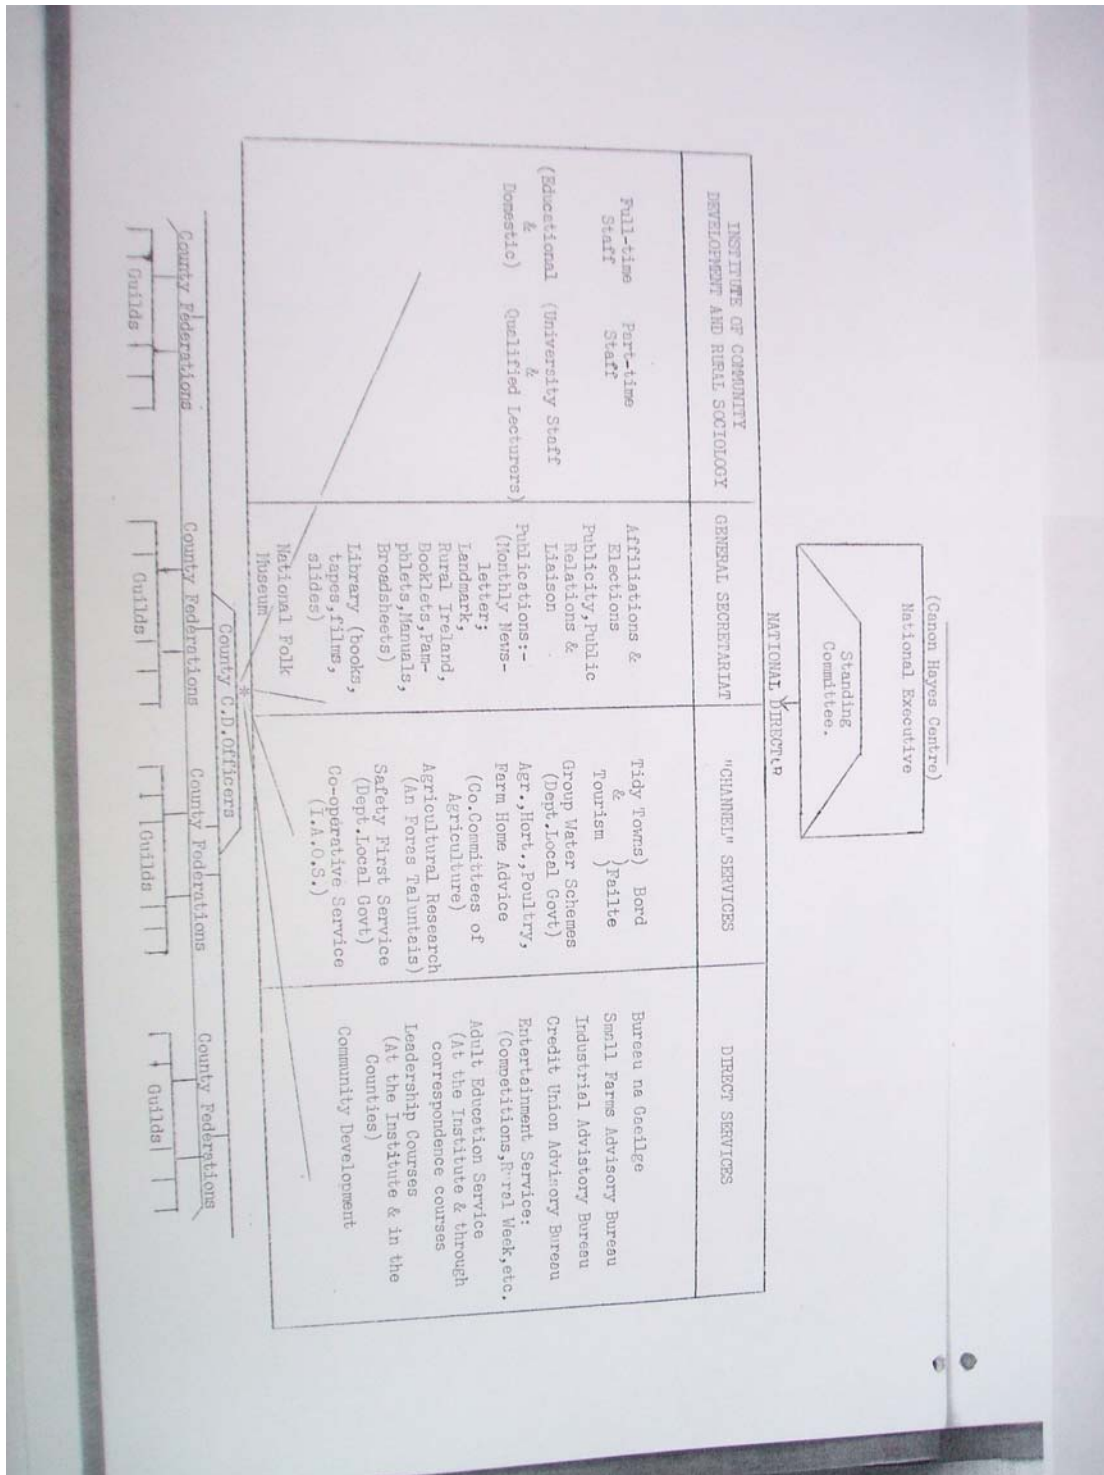 (Canon Hayes Centre)
National Executive
Standing
Committee.
NATIONAL DIRECTtR
INSTITUTE OF COMMUNITY
DEVELOPMENT AND RURAL SOCIOLOGY
Full-time Part-time
Staff Staff
(Educational (University Staff
& &
Domestic) Qualified Lecturers)
GENERAL SECRETARIAT
Affiliations &
Elections
Publicity,Public
Relations &
Liaison
Publications:-
(Monthly News-
letter;
Landmark,
Rural Ireland,
Booklets,Pam-
phlets,Manuals,
Broadsheets)
Library (books,
tapes,films,
slides)
National Folk
Museum
"CHANNEL" SERVICES
Tidy Towns) Bord
&
Tourism )Failte
Group Water Schemes
(Dept.Local Govt)
Agr.,Hort.,Poultry,
Farm Home Advice
(Co.Committees of
Agriculture)
Agricultural Research
(An Foras Taluntais)
Safety First Service
(Dept.Local Govt)
Co-operative Service
(I.A.O.S.)
DIRECT SERVICES
Bureau na Gaeilge
Small Farms Advisory Bureau
Industrial Advistory Bureau
Credit Union Advisory Bureau
Entertainment Service:
(Competitions,Rural Week,etc.
Adult Education Service
(At the Institute & through
correspondence courses
Leadership Courses
(At the Institute & in the
Counties)
Community Development
*
County C.D.Officers
County Federations County Federations County Federations County Federations
Guilds Guilds Guilds Guilds